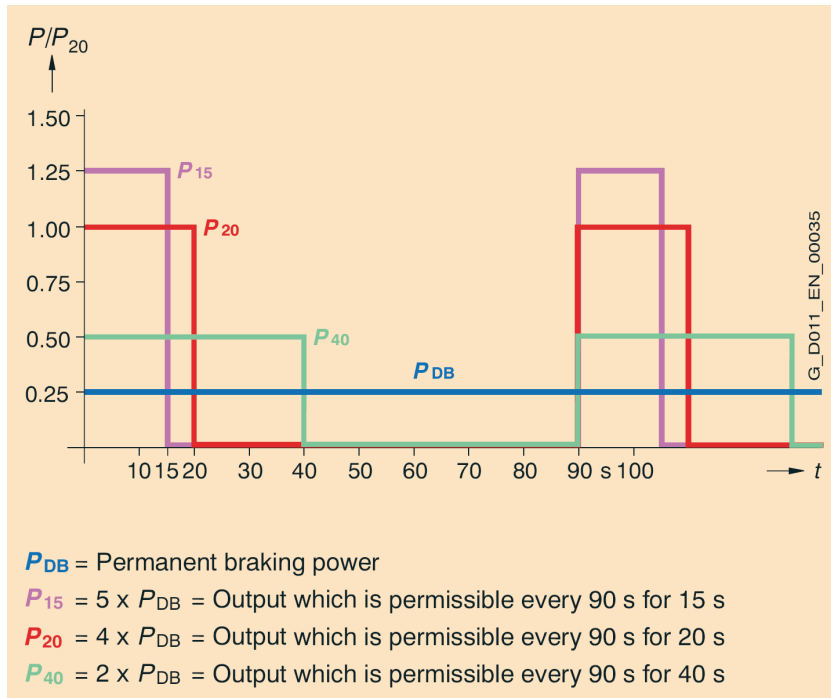 P/P20
1.50
1.25
P15
1.00
P20
0.75
0.50
P40
PDB
0.25
10 15 20 30 40 50 60 70 80 90 s 100 t
G_D011_EN_00035
PDB = Permanent braking power
P15 = 5 x PDB = Output which is permissible every 90 s for 15 s
P20 = 4 x PDB = Output which is permissible every 90 s for 20 s
P40 = 2 x PDB = Output which is permissible every 90 s for 40 s